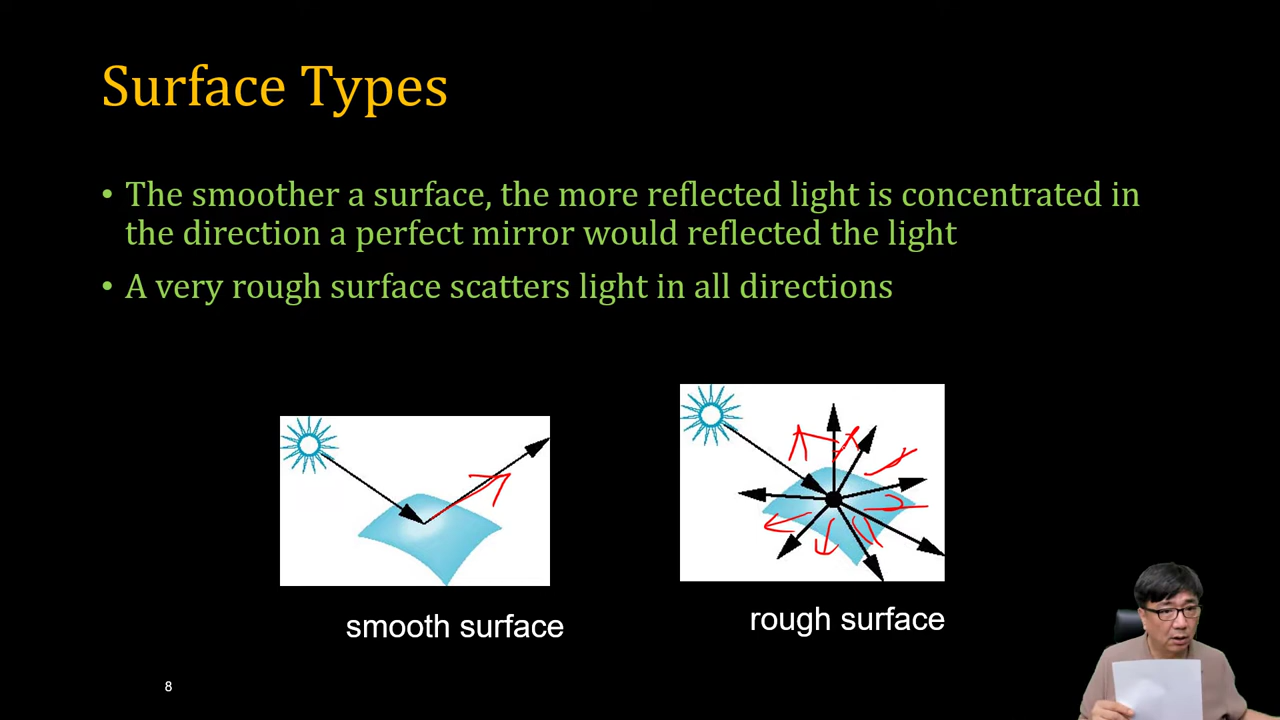 Surface Types
• The smoother a surface, the more reflected light is concentrated in
the direction a perfect mirror would reflected the light
• A very rough surface scatters light in all directions
smooth surface
rough surface
8